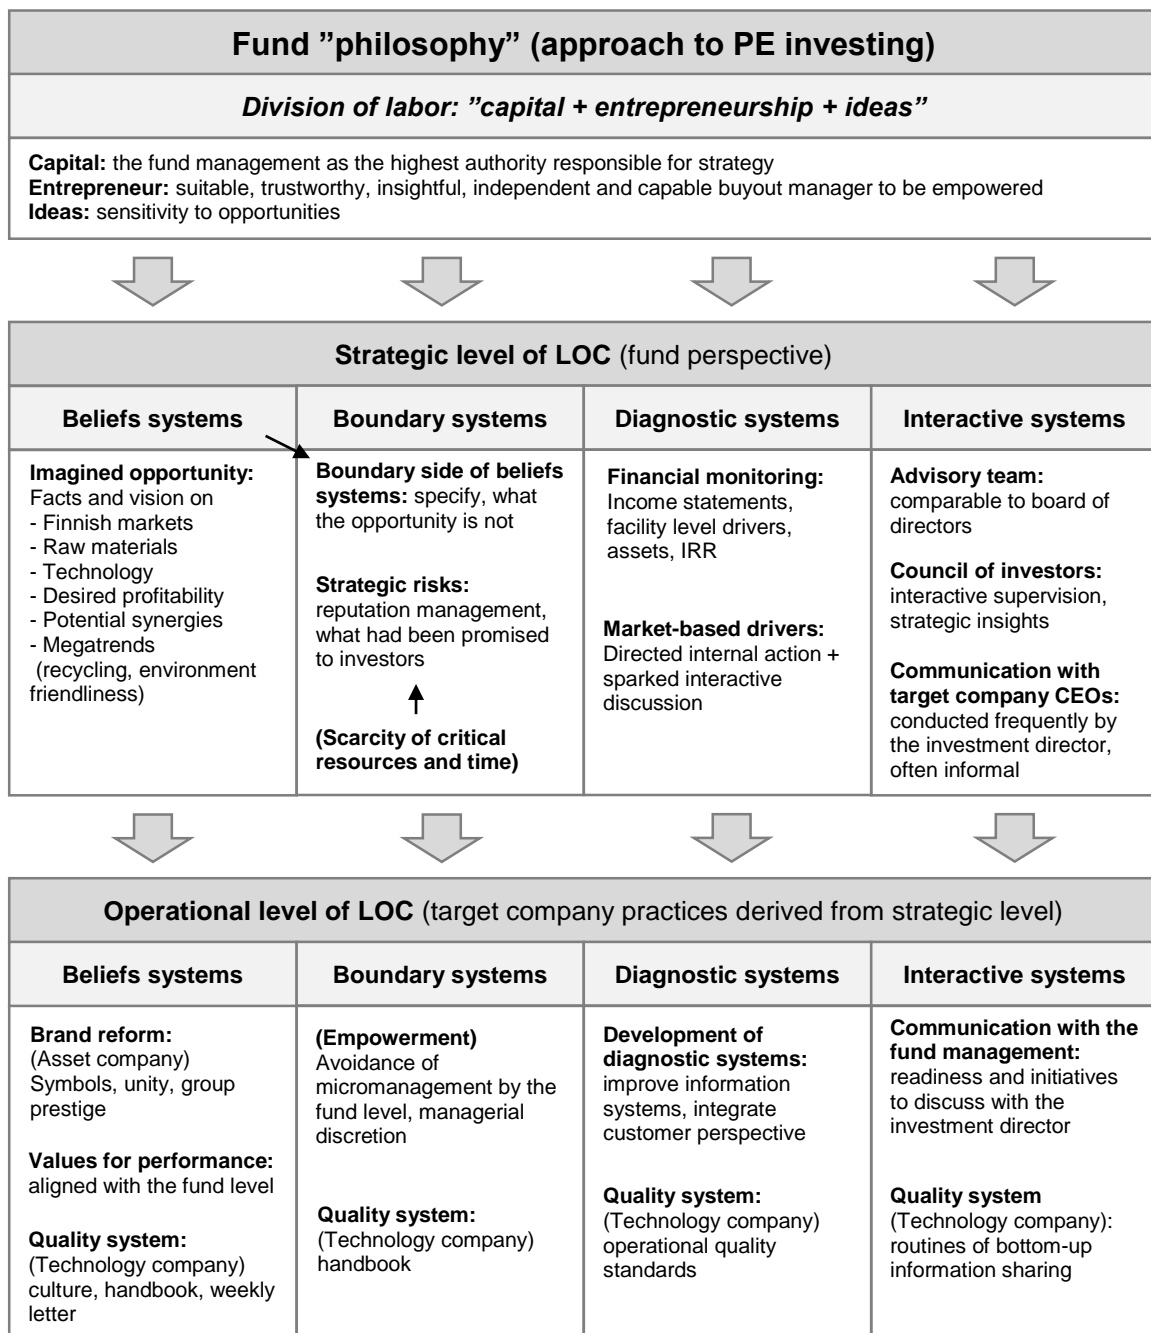 Fund ”philosophy” (approach to PE investing)
Division of labor: ”capital + entrepreneurship + ideas”
Capital: the fund management as the highest authority responsible for strategy
Entrepreneur: suitable, trustworthy, insightful, independent and capable buyout manager to be empowered
Ideas: sensitivity to opportunities
Strategic level of LOC (fund perspective)
Beliefs systems
Imagined opportunity:
Facts and vision on
- Finnish markets
- Raw materials
- Technology
- Desired profitability
- Potential synergies
- Megatrends
(recycling, environment
friendliness)
Boundary systems
Boundary side of beliefs
systems: specify, what
the opportunity is not
Strategic risks:
reputation management,
what had been promised
to investors
(Scarcity of critical
resources and time)
Diagnostic systems
Financial monitoring:
Income statements,
facility level drivers,
assets, IRR
Market-based drivers:
Directed internal action +
sparked interactive
discussion
Interactive systems
Advisory team:
comparable to board of
directors
Council of investors:
interactive supervision,
strategic insights
Communication with
target company CEOs:
conducted frequently by
the investment director,
often informal
Operational level of LOC (target company practices derived from strategic level)
Beliefs systems
Brand reform:
(Asset company)
Symbols, unity, group
prestige
Values for performance:
aligned with the fund level
Quality system:
(Technology company)
culture, handbook, weekly
letter
Boundary systems
(Empowerment)
Avoidance of
micromanagement by the
fund level, managerial
discretion
Quality system:
(Technology company)
handbook
Diagnostic systems
Development of
diagnostic systems:
improve information
systems, integrate
customer perspective
Quality system:
(Technology company)
operational quality
standards
Interactive systems
Communication with the
fund management:
readiness and initiatives
to discuss with the
investment director
Quality system
(Technology company):
routines of bottom-up
information sharing